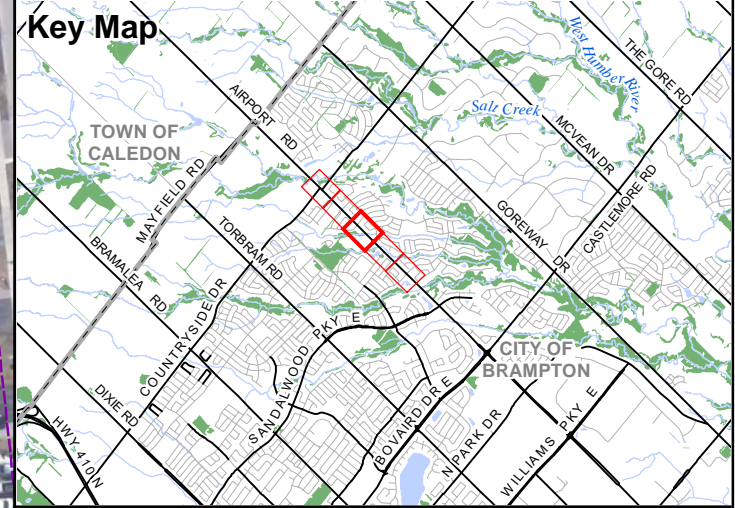 Key Map
West Humber River
THE GORE RD
AIRPORT RD
Salt Creek
TOWN OF
CALEDON
MCVEAN DR
MAYFIELD RD
CASTLEMORE RD
GOREWAY DR
TORBRAM RD
BRAMALEA RD
COUNTRYSIDE DR
SANDALWOOD PKY E
CITY OF
BRAMPTON
DIXIE RD
BOVAIRD DR E
N PARK DR
WILLIAMS PKY E
HWY 410 N